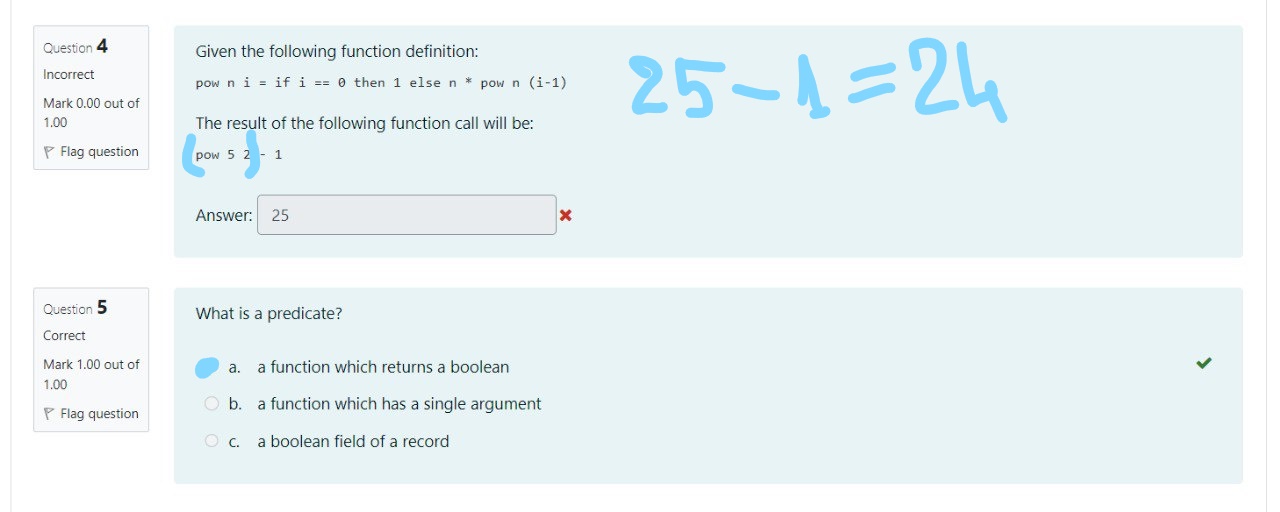 Question 4
Incorrect
Mark 0.00 out of
1.00
Flag question
Given the following function definition:
pow n i = if i == 0 then 1 else n * pow n (i-1)
The result of the following function call will be:
(pow 5 2) - 1
Answer: 25
25-1=24
Question 5
Correct
Mark 1.00 out of
1.00
Flag question
What is a predicate?
a. a function which returns a boolean
b. a function which has a single argument
c. a boolean field of a record